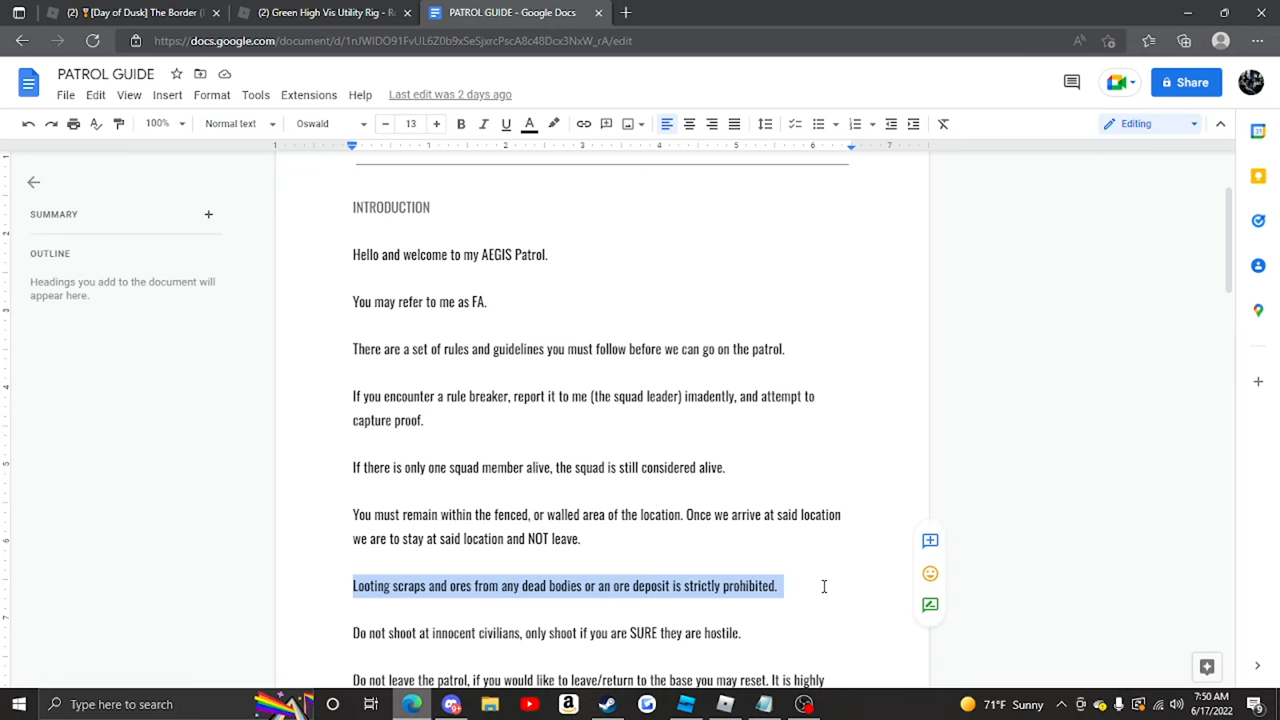 (2) [Day of Dusk] The Border (
(2) Green High Vis Utility Rig - R
PATROL GUIDE - Google Docs
https://docs.google.com/document/d/1nJWIDO91FvUL6Z0b9xSeSjxrcPscA8c48Dcx3NxW_rA/edit
PATROL GUIDE
File Edit View Insert Format Tools Extensions Help Last edit was 2 days ago
Share
100% Normal text Oswald 13 Editing
SUMMARY
OUTLINE
Headings you add to the document will
appear here.
INTRODUCTION
Hello and welcome to my AEGIS Patrol.
You may refer to me as FA.
There are a set of rules and guidelines you must follow before we can go on the patrol.
If you encounter a rule breaker, report it to me (the squad leader) imadently, and attempt to
capture proof.
If there is only one squad member alive, the squad is still considered alive.
You must remain within the fenced, or walled area of the location. Once we arrive at said location
we are to stay at said location and NOT leave.
Looting scraps and ores from any dead bodies or an ore deposit is strictly prohibited.
Do not shoot at innocent civilians, only shoot if you are SURE they are hostile.
Do not leave the patrol, if you would like to leave/return to the base you may reset. It is highly
Type here to search
71°F Sunny
7:50 AM
6/17/2022